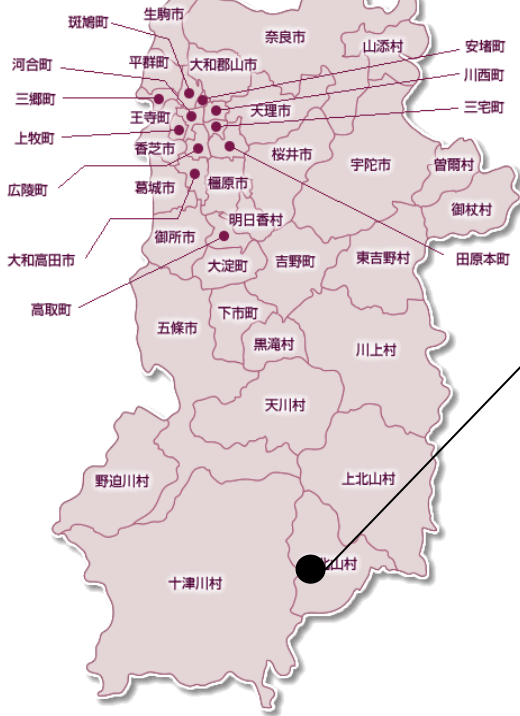 生駒市
斑鳩町
奈良市
山添村
安堵町
平群町
大和郡山市
河合町
川西町
三郷町
天理市
三宅町
王寺町
上牧町
香芝市
桜井市
宇陀市
曽爾村
広陵町
葛城市
橿原市
御杖村
明日香村
御所市
大和高田市
大淀町
吉野町
東吉野村
田原本町
高取町
下市町
五條市
黒滝村
川上村
天川村
野迫川村
上北山村
北山村
十津川村